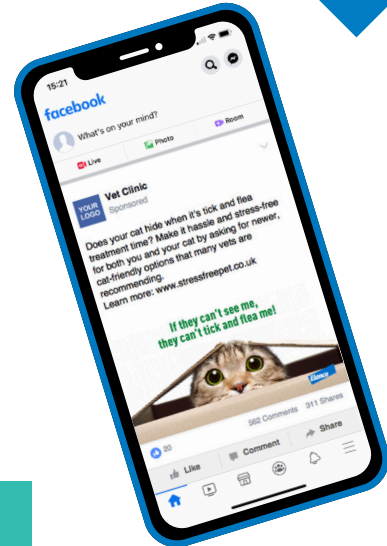 15:21
facebook
What's on your mind?
Live
Photo
Room
YOUR
LOGO
Vet Clinic
Sponsored
Does your cat hide when it's tick and flea
treatment time? Make it hassle and stress-free
for both you and your cat by asking for newer,
cat-friendly options that many vets are
recommending.
Learn more: www.stressfreepet.co.uk
If they can't see me,
they can't tick and flea me!
Elanco
20
562 Comments 311 Shares
Like
Comment
Share